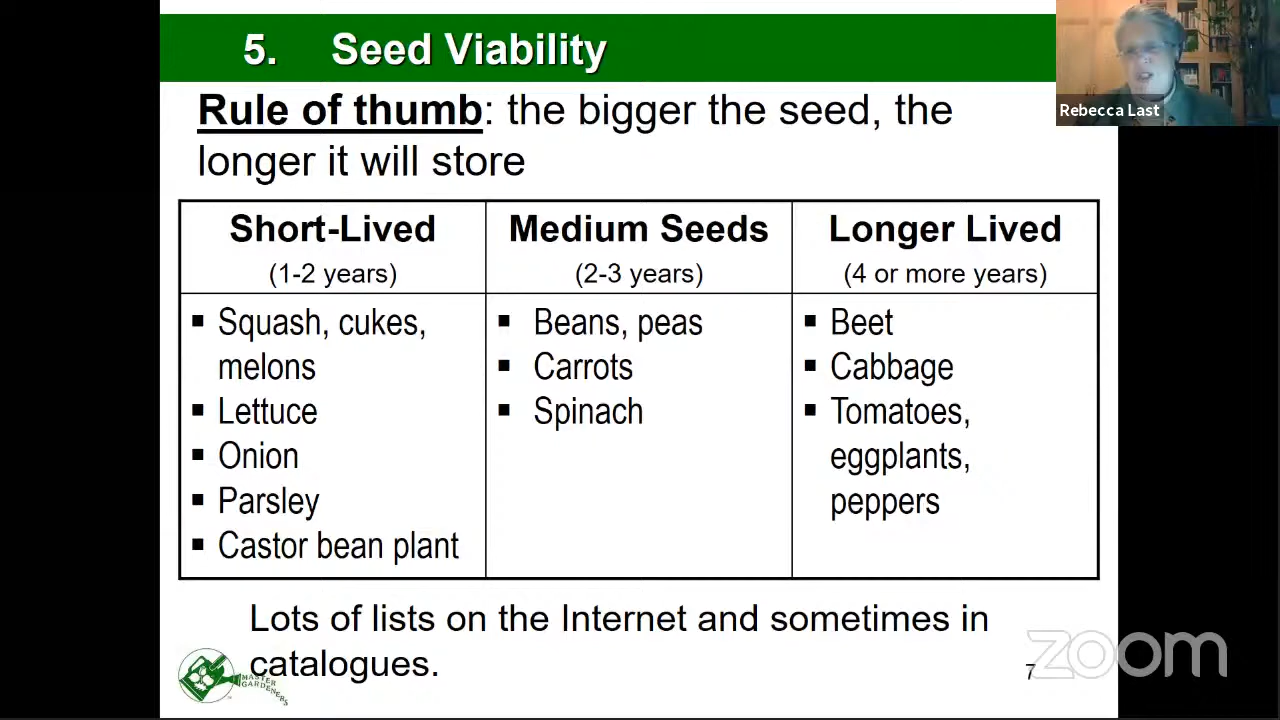 5. Seed Viability
Rebecca Last
Rule of thumb: the bigger the seed, the
longer it will store
Short-Lived
(1-2 years)
Medium Seeds
(2-3 years)
Longer Lived
(4 or more years)
▪ Squash, cukes,
melons
▪ Lettuce
▪ Onion
▪ Parsley
▪ Castor bean plant
▪ Beans, peas
▪ Carrots
▪ Spinach
▪ Beet
▪ Cabbage
▪ Tomatoes,
eggplants,
peppers
Lots of lists on the Internet and sometimes in
catalogues.
MASTER
GARDENERS
7
zoom